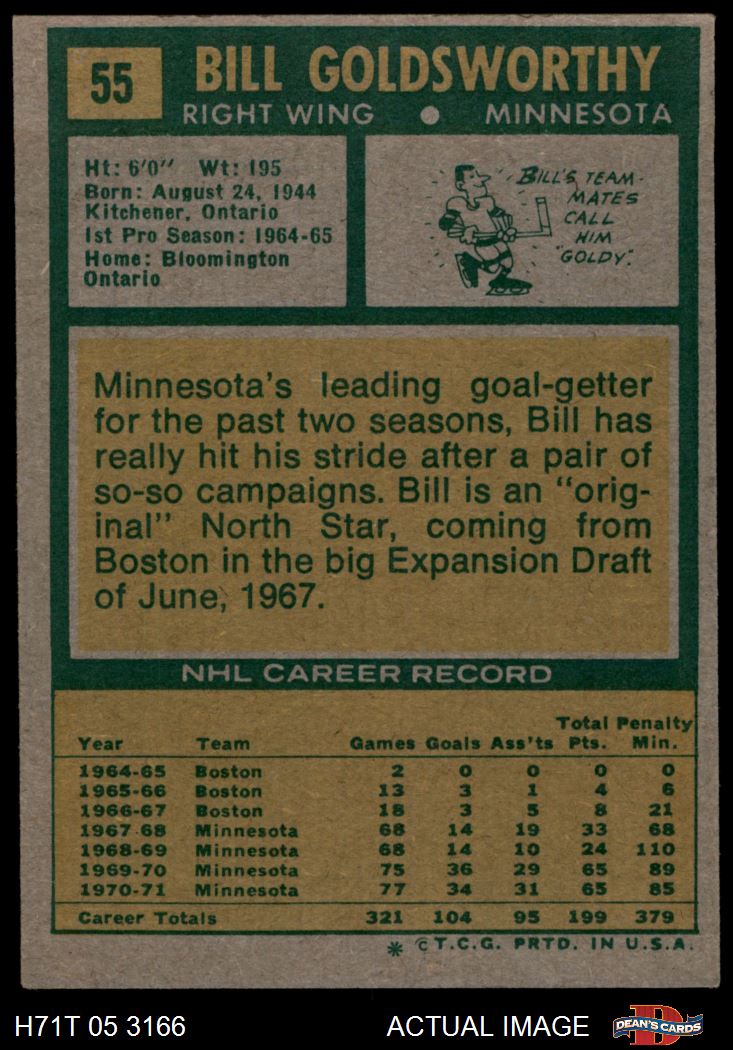 55
BILL GOLDSWORTHY
RIGHT WING ● MINNESOTA
Ht: 6'0" Wt: 195
Born: August 24, 1944
Kitchener, Ontario
1st Pro Season: 1964-65
Home: Bloomington
Ontario
BILL'S TEAM-
MATES
CALL
HIM
"GOLDY".
Minnesota's leading goal-getter
for the past two seasons, Bill has
really hit his stride after a pair of
so-so campaigns. Bill is an "orig-
inal" North Star, coming from
Boston in the big Expansion Draft
of June, 1967.
NHL CAREER RECORD
Total Penalty
Year Team Games Goals Ass'ts Pts. Min.
1964-65 Boston 2 0 0 0 0
1965-66 Boston 13 3 1 4 6
1966-67 Boston 18 3 5 8 21
1967-68 Minnesota 68 14 19 33 68
1968-69 Minnesota 68 14 10 24 110
1969-70 Minnesota 75 36 29 65 89
1970-71 Minnesota 77 34 31 65 85
Career Totals 321 104 95 199 379
* © T.C.G. PRTD. IN U.S.A.
H71T 05 3166 ACTUAL IMAGE D DEAN'S CARDS